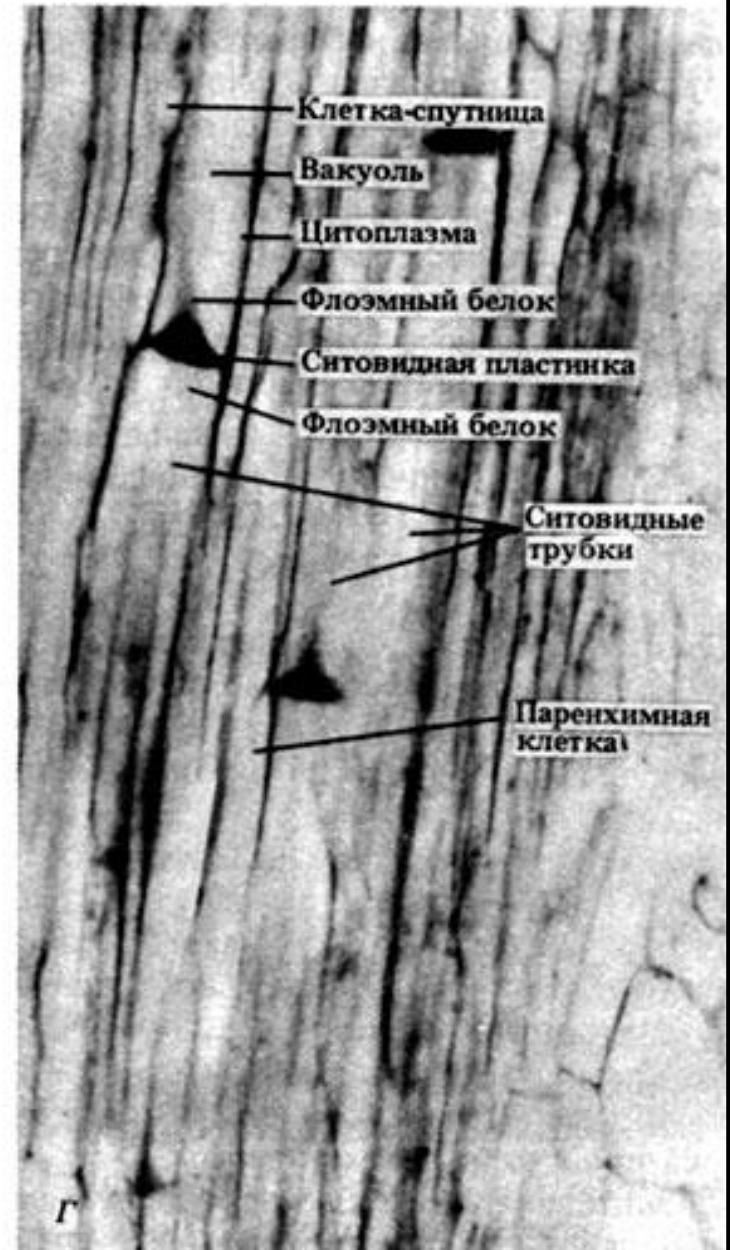 Клетка-спутница
Вакуоль
Цитоплазма
Флоэмный белок
Ситовидная пластинка
Флоэмный белок
Ситовидные
трубки
Паренхимная
клетка
Г